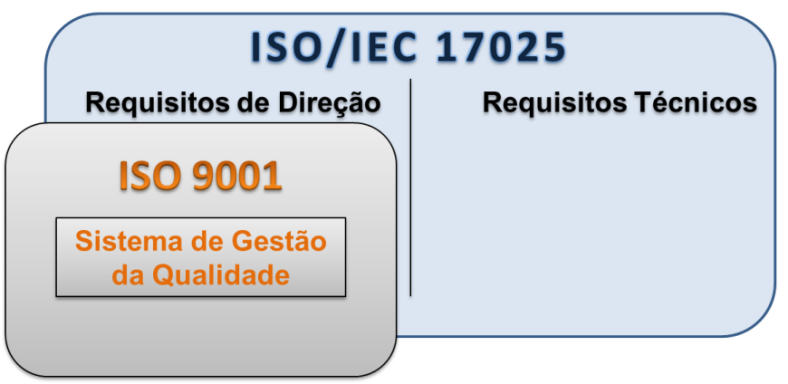 ISO/IEC 17025
Requisitos de Direção
Requisitos Técnicos
ISO 9001
Sistema de Gestão
da Qualidade